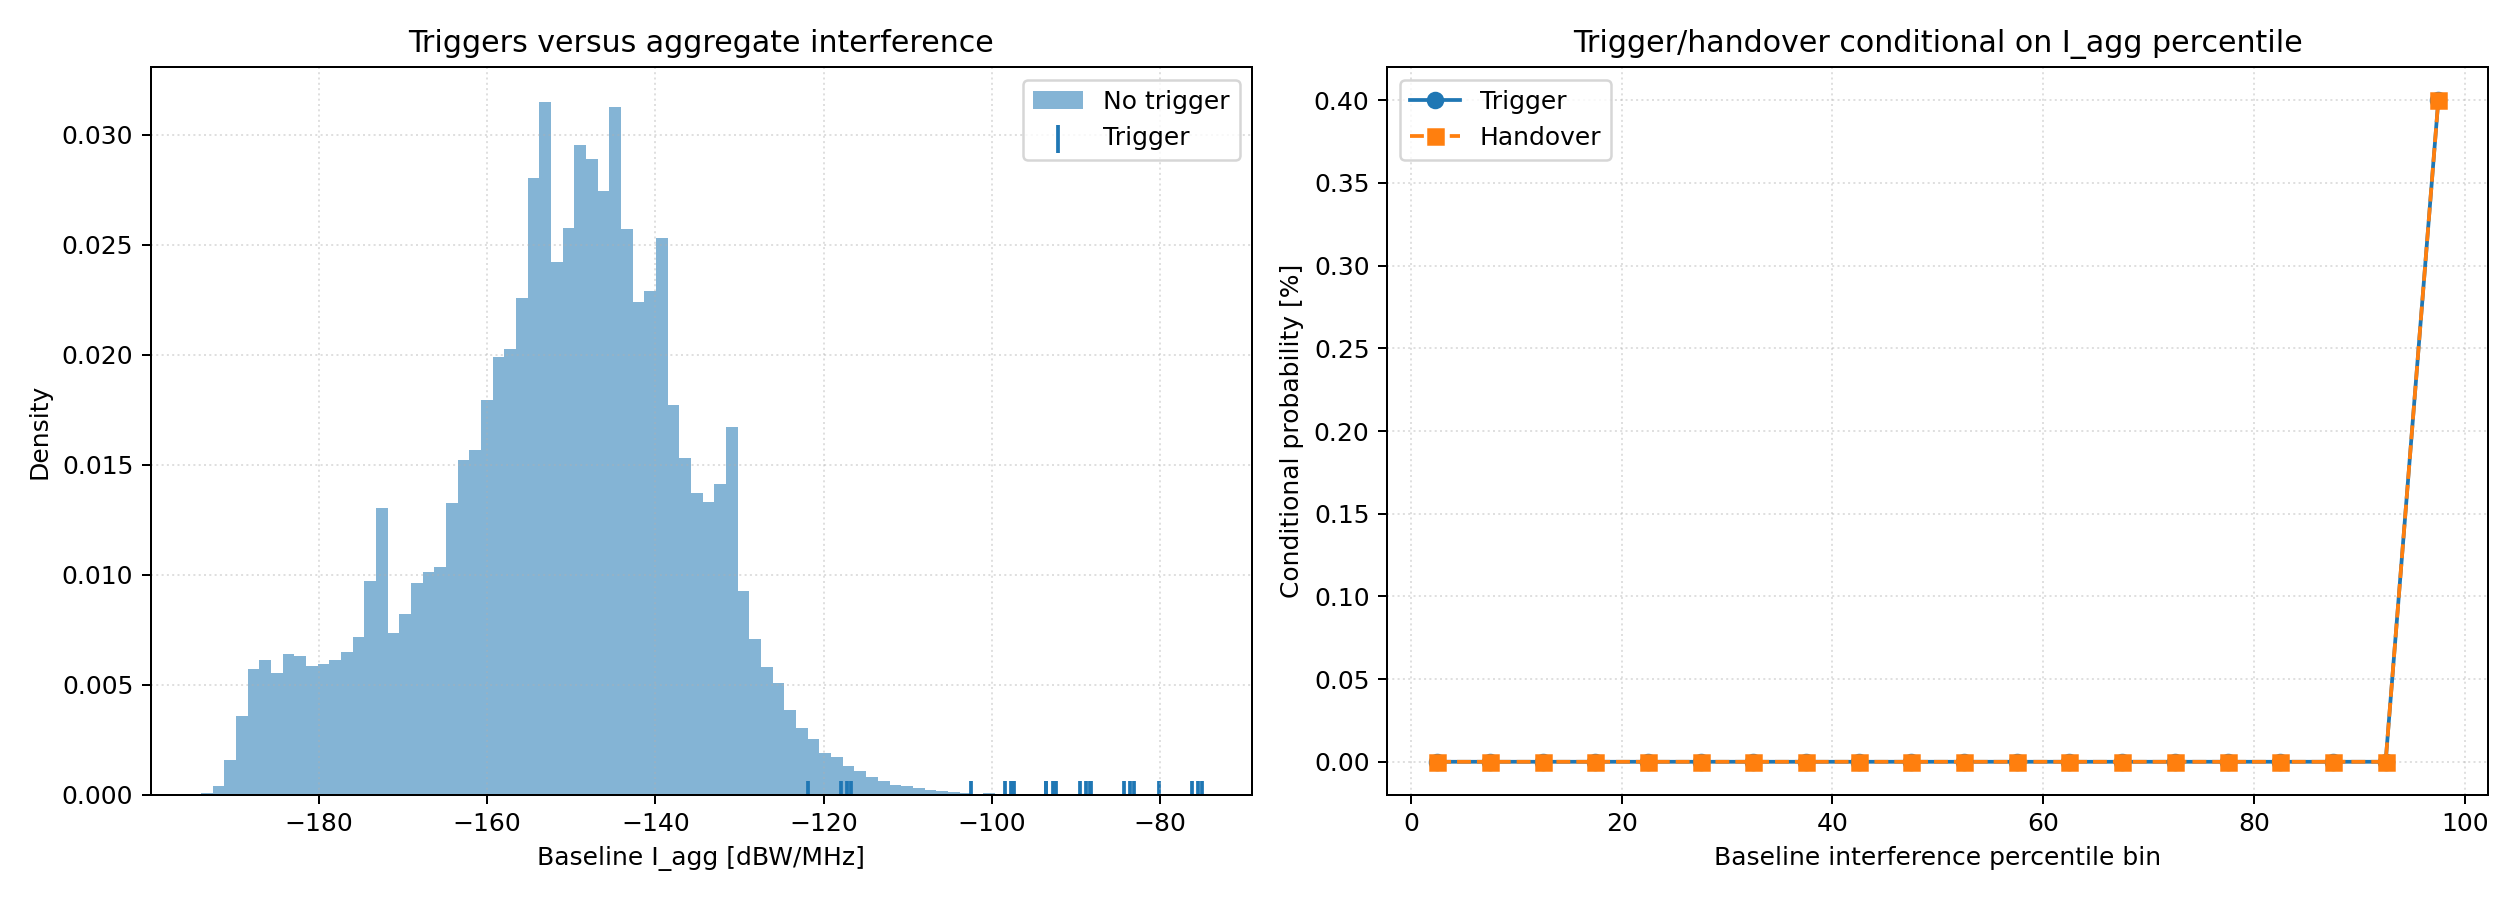 Triggers versus aggregate interference
No trigger
Trigger
Density
0.030
0.025
0.020
0.015
0.010
0.005
0.000
−180
−160
−140
−120
−100
−80
Baseline I_agg [dBW/MHz]
Trigger/handover conditional on I_agg percentile
Trigger
Handover
Conditional probability [%]
0.40
0.35
0.30
0.25
0.20
0.15
0.10
0.05
0.00
0
20
40
60
80
100
Baseline interference percentile bin